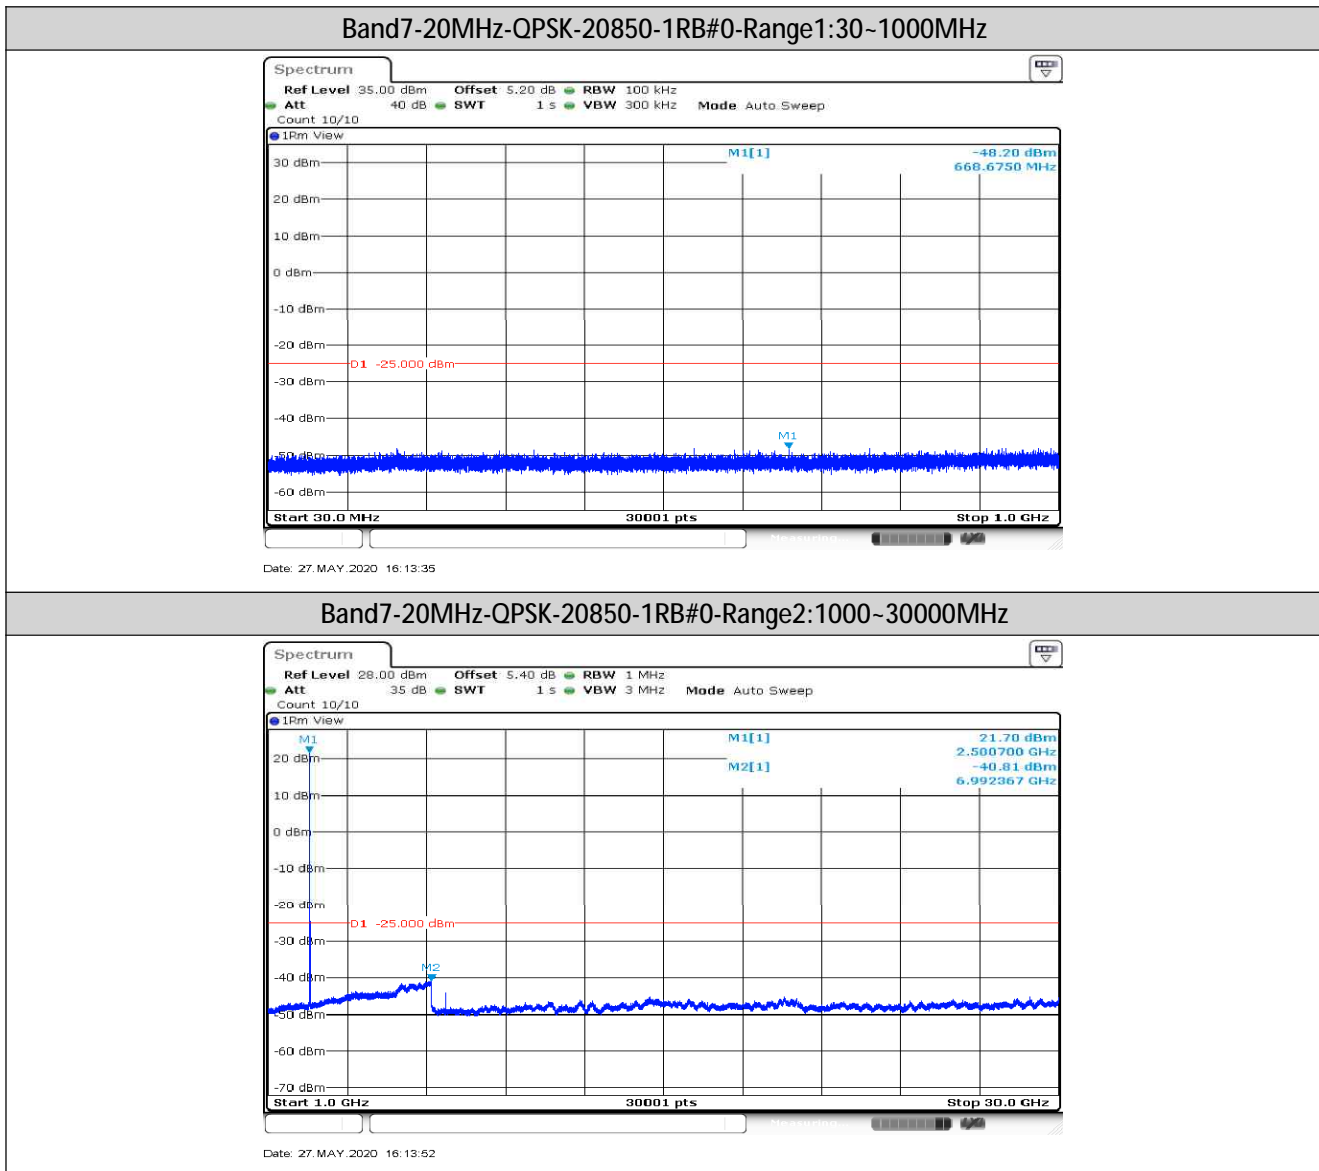 Band7-20MHz-QPSK-20850-1RB#0-Range1:30~1000MHz
Spectrum
Ref Level 35.00 dBm Offset 5.20 dB RBW 100 kHz
Att 40 dB SWT 1 s VBW 300 kHz Mode Auto Sweep
Count 10/10
1Rm View
M1[1] -48.20 dBm
668.6750 MHz
30 dBm
20 dBm
10 dBm
0 dBm
-10 dBm
-20 dBm
D1 -25.000 dBm
-30 dBm
-40 dBm
M1
-50 dBm
-60 dBm
Start 30.0 MHz 30001 pts Stop 1.0 GHz
Measuring...
Date: 27.MAY.2020 16:13:35
Band7-20MHz-QPSK-20850-1RB#0-Range2:1000~30000MHz
Spectrum
Ref Level 28.00 dBm Offset 5.40 dB RBW 1 MHz
Att 35 dB SWT 1 s VBW 3 MHz Mode Auto Sweep
Count 10/10
1Rm View
M1 M1[1] 21.70 dBm
2.500700 GHz
20 dBm M2[1] -40.81 dBm
6.992367 GHz
10 dBm
0 dBm
-10 dBm
-20 dBm
D1 -25.000 dBm
-30 dBm
M2
-40 dBm
-50 dBm
-60 dBm
-70 dBm
Start 1.0 GHz 30001 pts Stop 30.0 GHz
Measuring...
Date: 27.MAY.2020 16:13:52